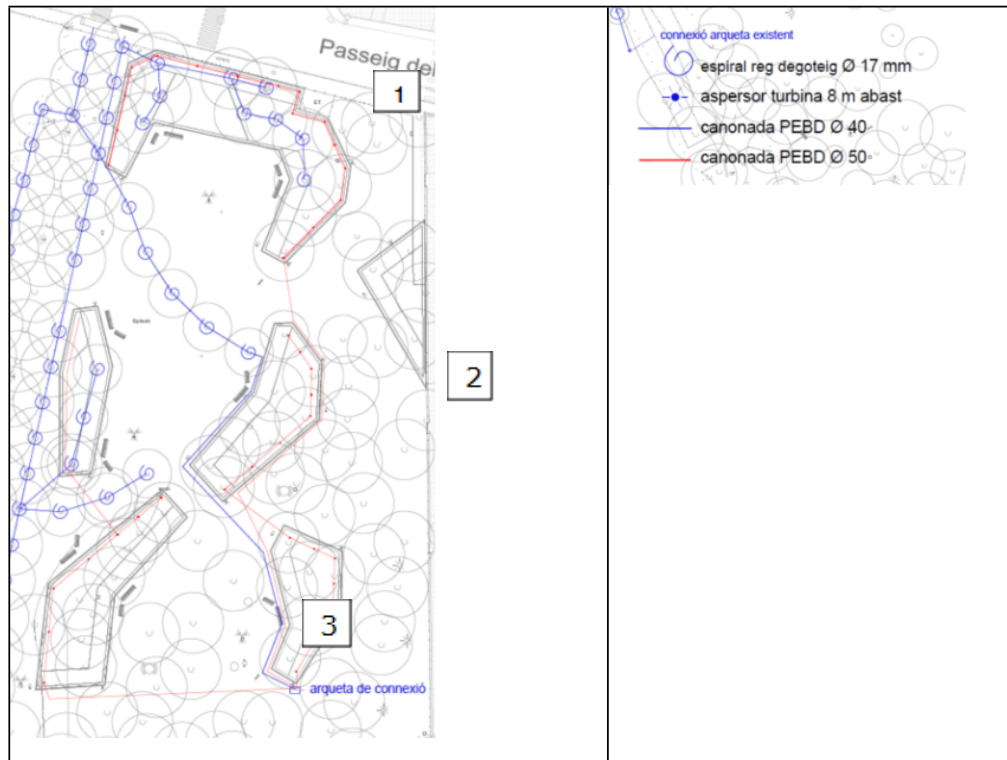 Passeig del
1
2
3
arqueta de connexió
connexió arqueta existent
espiral reg degoteig Ø 17 mm
aspersor turbina 8 m abast
canonada PEBD Ø 40
canonada PEBD Ø 50